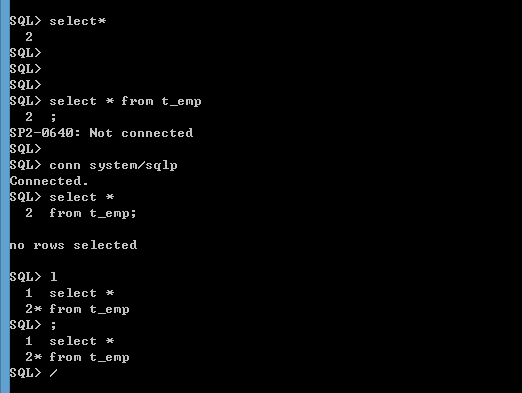 SQL> select*
  2
SQL>
SQL>
SQL>
SQL> select * from t_emp
  2  ;
SP2-0640: Not connected
SQL>
SQL> conn system/sqlp
Connected.
SQL> select *
  2  from t_emp;
no rows selected
SQL> l
  1  select *
  2* from t_emp
SQL> ;
  1  select *
  2* from t_emp
SQL> /